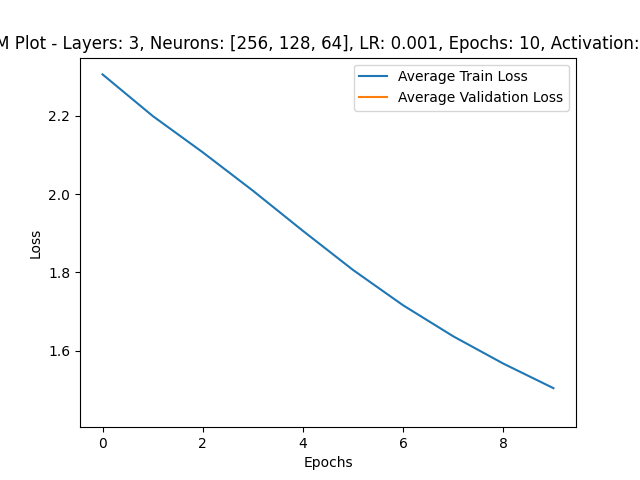 Plot - Layers: 3, Neurons: [256, 128, 64], LR: 0.001, Epochs: 10, Activation:
Average Train Loss
Average Validation Loss
2.2
2.0
1.8
1.6
Loss
0 2 4 6 8
Epochs